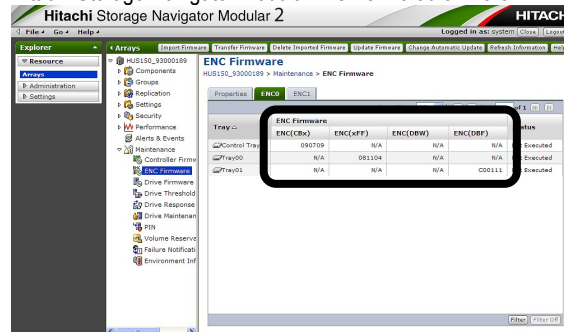 Hitachi Storage Navigator Modular 2
HITACH
File Go Help
Logged in as: system Close Logout
Explorer
Resource
Arrays
Administration
Settings
Arrays
Import Firmware Transfer Firmware Delete Imported Firmware Update Firmware Change Automatic Update Refresh Information Help
HUS150_93000189
Components
Groups
Replication
Settings
Security
Performance
Alerts & Events
Maintenance
Controller Firmw
ENC Firmware
Drive Firmware
Drive Threshold
Drive Response
Drive Maintenan
PIN
Volume Reserva
Failure Notificati
Environment Inf
ENC Firmware
HUS150_93000189 > Maintenance > ENC Firmware
Properties ENC0 ENC1
of 1
Tray ENC Firmware
ENC(CBx) ENC(xFF) ENC(DBW) ENC(DBF)
Control Tray 090709 N/A N/A N/A Executed
Tray00 N/A 081104 N/A N/A Executed
Tray01 N/A N/A N/A C00111 Executed
Filter Filter Off